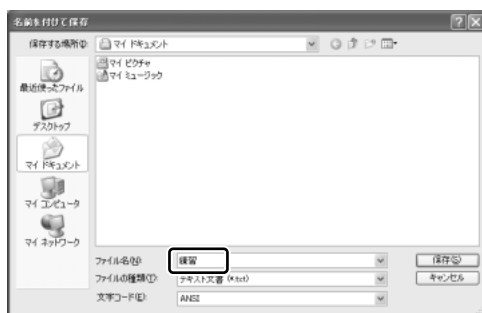 名前を付けて保存
保存する場所(I):
マイ ドキュメント
最近使ったファイル
デスクトップ
マイ ドキュメント
マイ コンピュータ
マイ ネットワーク
マイ ピクチャ
マイ ミュージック
ファイル名(N):
練習
保存(S)
ファイルの種類(T):
テキスト文書 (*.txt)
キャンセル
文字コード(E):
ANSI